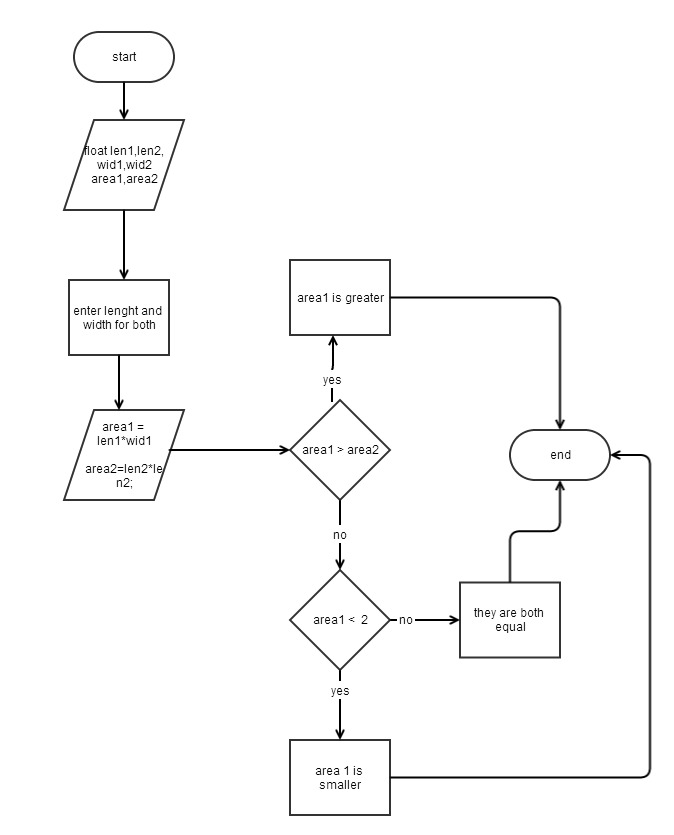 start
float len1,len2,
wid1,wid2
area1,area2
enter lenght and
width for both
area1 =
len1*wid1
area2=len2*le
n2;
area1 is greater
yes
area1 > area2
end
no
area1 < 2
no
they are both
equal
yes
area 1 is
smaller